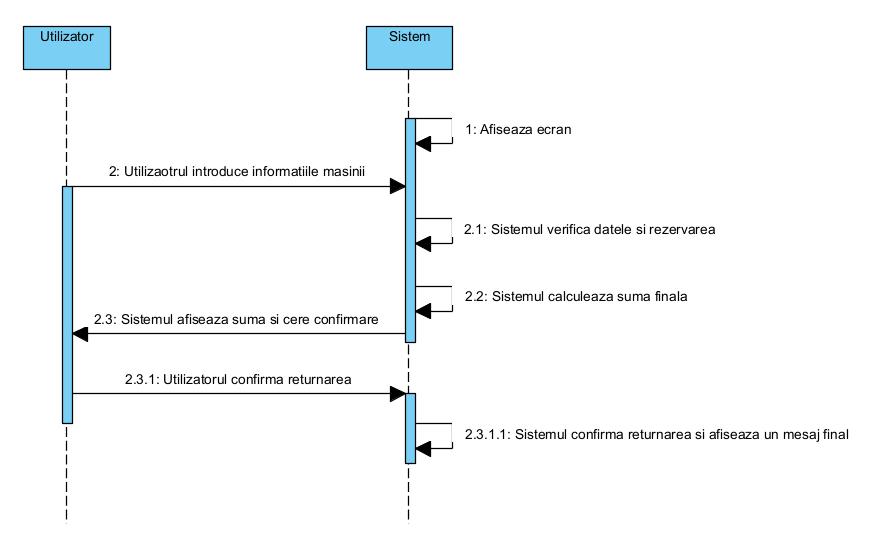 Utilizator
Sistem
1: Afiseaza ecran
2: Utilizaotrul introduce informatiile masinii
2.1: Sistemul verifica datele si rezervarea
2.2: Sistemul calculeaza suma finala
2.3: Sistemul afiseaza suma si cere confirmare
2.3.1: Utilizatorul confirma returnarea
2.3.1.1: Sistemul confirma returnarea si afiseaza un mesaj final